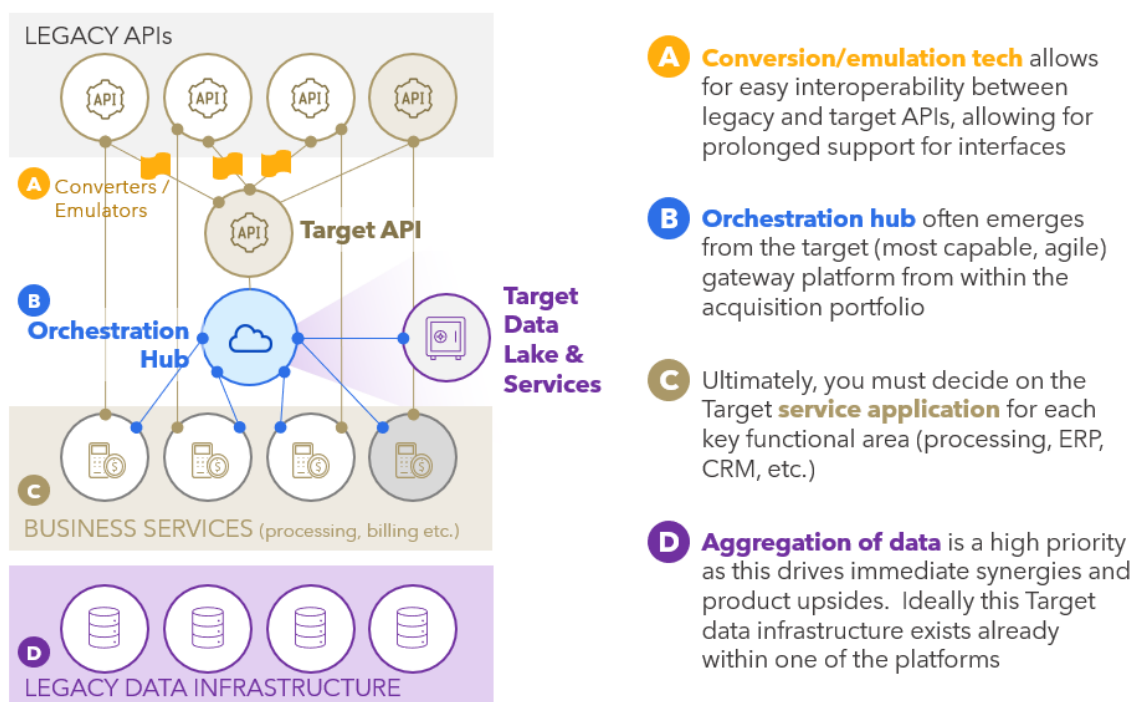 LEGACY APIs
API
API
API
API
A
Converters /
Emulators
API
Target API
B
Orchestration
Hub
Target
Data
Lake &
Services
$
$
$
$
C
BUSINESS SERVICES (processing, billing etc.)
D
LEGACY DATA INFRASTRUCTURE
A
Conversion/emulation tech allows
for easy interoperability between
legacy and target APIs, allowing for
prolonged support for interfaces
B
Orchestration hub often emerges
from the target (most capable, agile)
gateway platform from within the
acquisition portfolio
C
Ultimately, you must decide on the
Target service application for each
key functional area (processing, ERP,
CRM, etc.)
D
Aggregation of data is a high priority
as this drives immediate synergies and
product upsides.  Ideally this Target
data infrastructure exists already
within one of the platforms